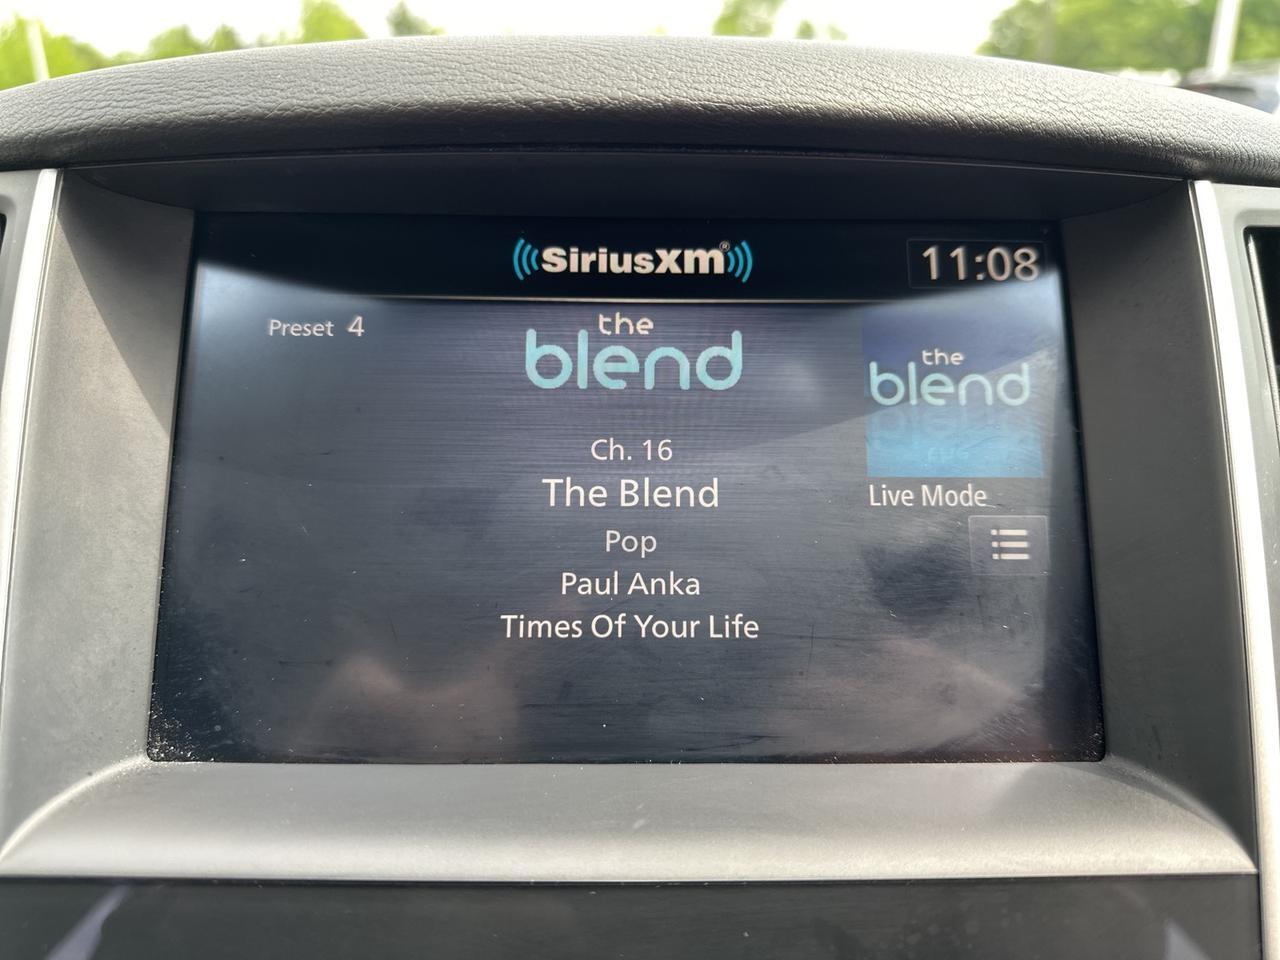 SiriusXM®
11:08
Preset 4
the
blend
Ch. 16
The Blend
Pop
Paul Anka
Times Of Your Life
the
blend
Live Mode